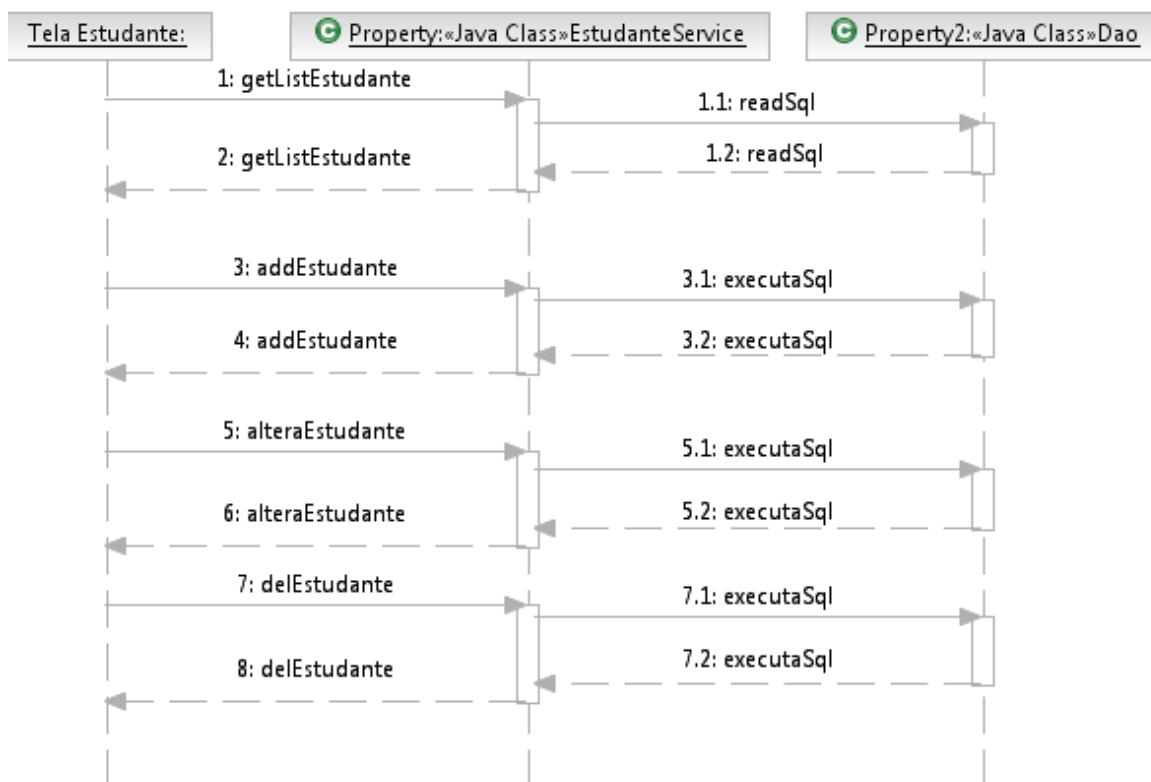 Tela Estudante:
Property:«Java Class»EstudanteService
Property2:«Java Class»Dao
1: getListEstudante
1.1: readSql
1.2: readSql
2: getListEstudante
3: addEstudante
3.1: executaSql
3.2: executaSql
4: addEstudante
5: alteraEstudante
5.1: executaSql
5.2: executaSql
6: alteraEstudante
7: delEstudante
7.1: executaSql
7.2: executaSql
8: delEstudante